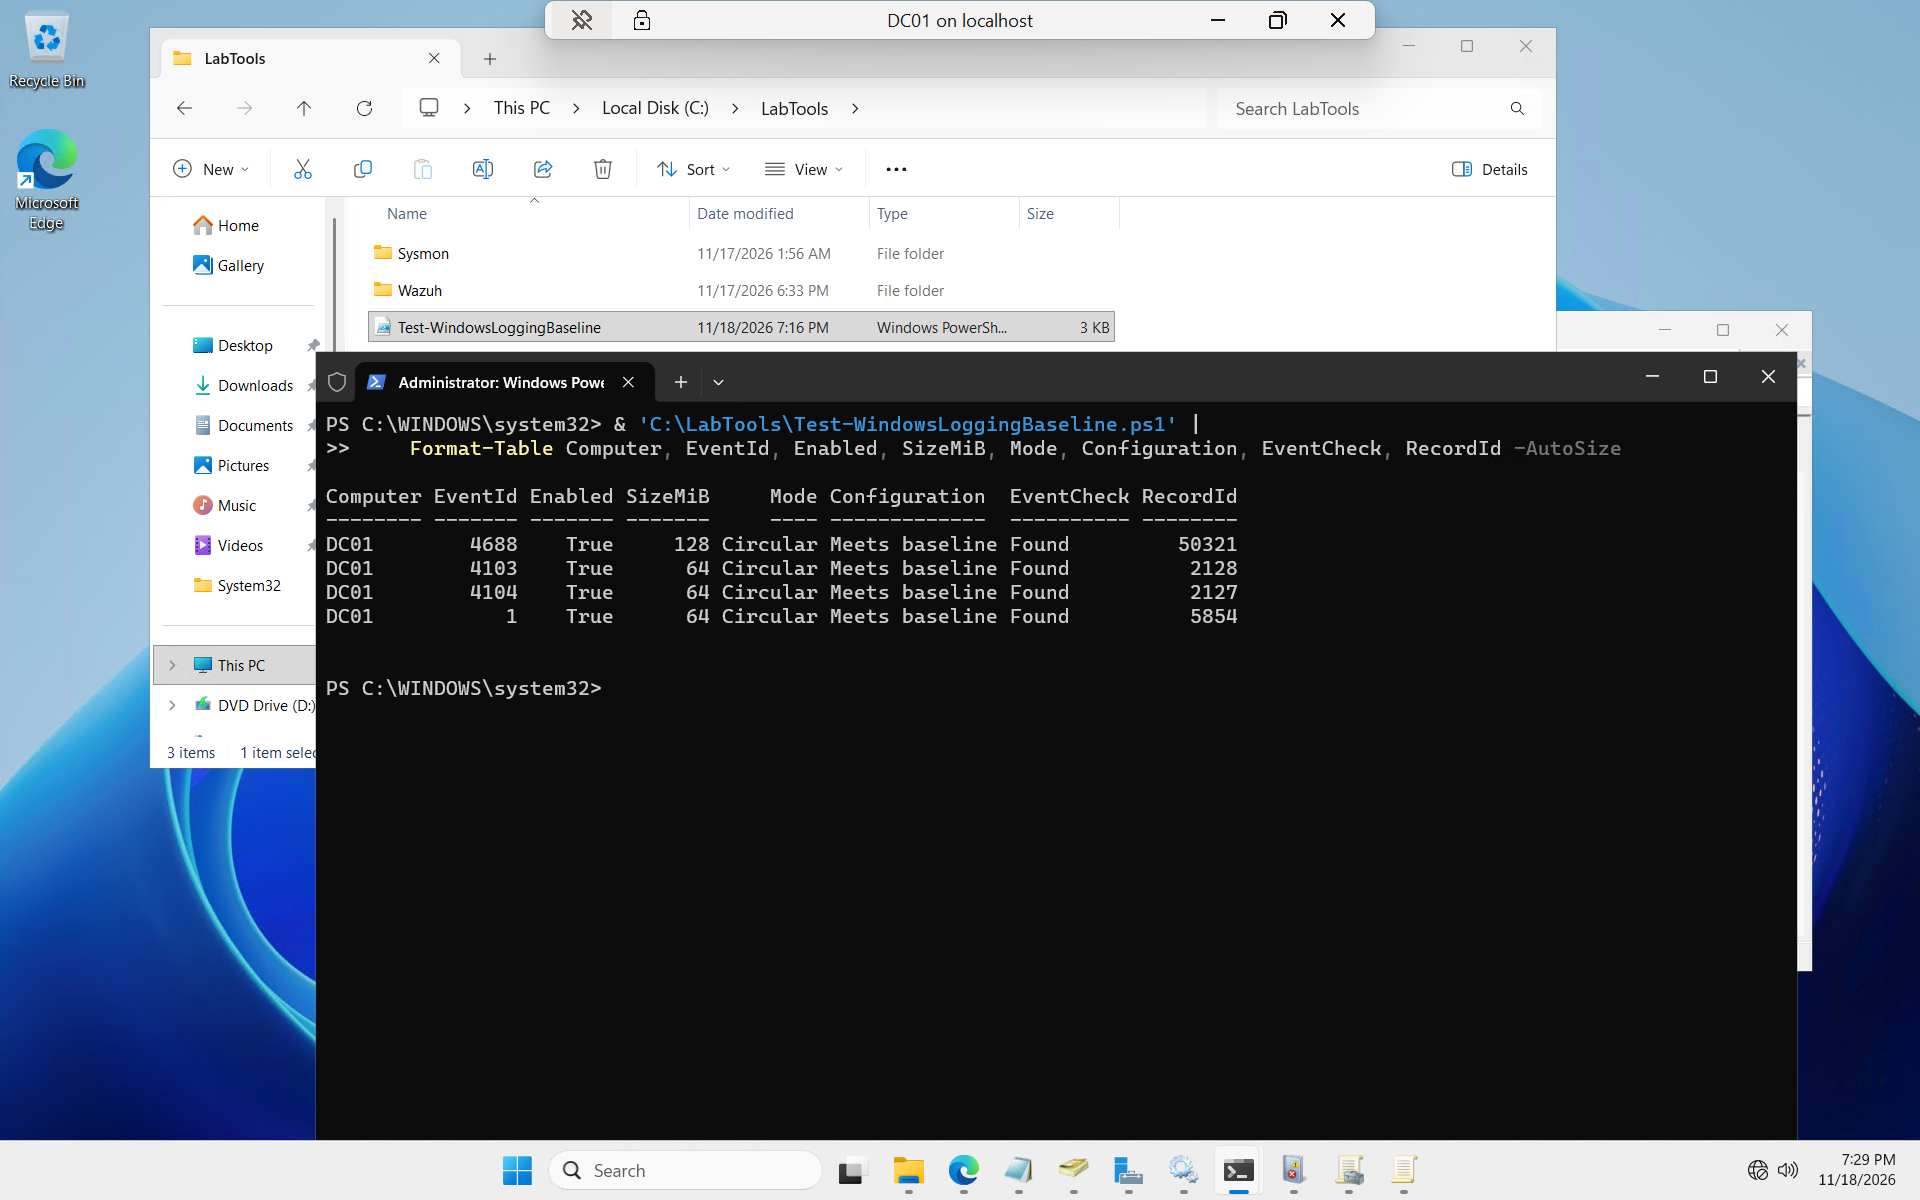 DC01 on localhost
Recycle Bin
Microsoft
Edge
LabTools
This PC
Local Disk (C:)
LabTools
Search LabTools
New
Sort
View
Details
Home
Gallery
Desktop
Downloads
Documents
Pictures
Music
Videos
System32
This PC
DVD Drive (D:)
3 items
1 item selec
Name Date modified Type Size
Sysmon 11/17/2026 1:56 AM File folder
Wazuh 11/17/2026 6:33 PM File folder
Test-WindowsLoggingBaseline 11/18/2026 7:16 PM Windows PowerSh... 3 KB
Administrator: Windows Powe
PS C:\WINDOWS\system32> & 'C:\LabTools\Test-WindowsLoggingBaseline.ps1' |
>> Format-Table Computer, EventId, Enabled, SizeMiB, Mode, Configuration, EventCheck, RecordId -AutoSize
Computer EventId Enabled SizeMiB Mode Configuration EventCheck RecordId
-------- ------- ------- ------- ---- ------------- ---------- --------
DC01 4688 True 128 Circular Meets baseline Found 50321
DC01 4103 True 64 Circular Meets baseline Found 2128
DC01 4104 True 64 Circular Meets baseline Found 2127
DC01 1 True 64 Circular Meets baseline Found 5854
PS C:\WINDOWS\system32>
Search
7:29 PM
11/18/2026